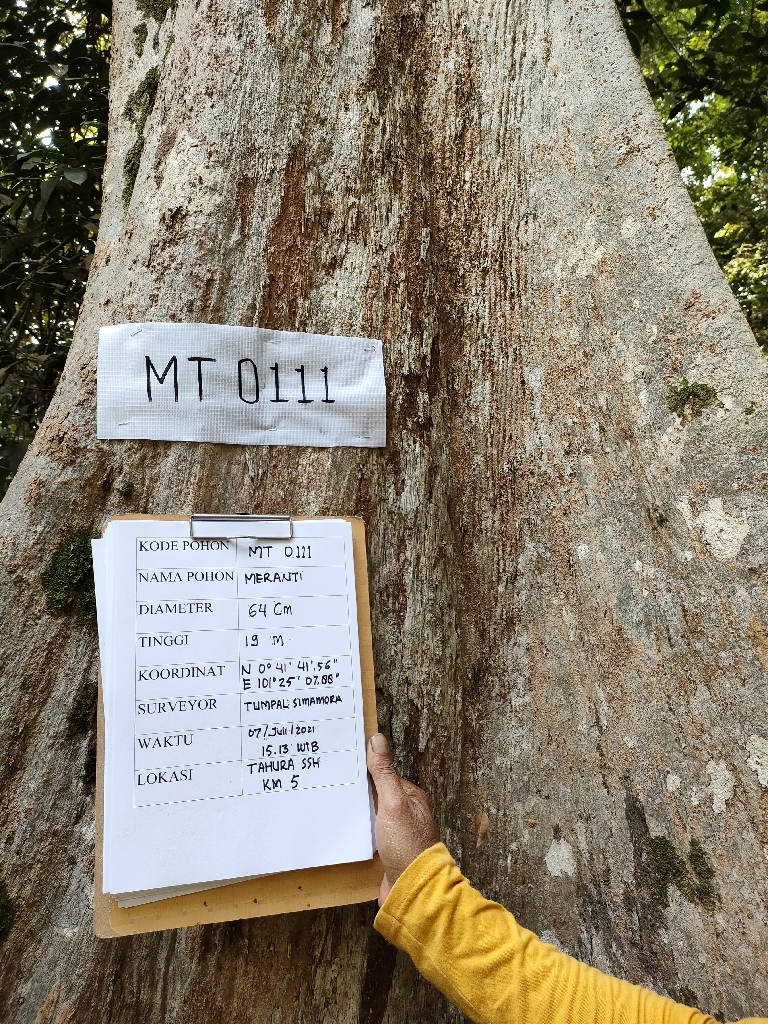 MT 0111
KODE POHON MT 0111
NAMA POHON MERANTI
DIAMETER 64 Cm
TINGGI 19 M
KOORDINAT N 0° 41' 41'.56"
E 101° 25' 07.88"
SURVEYOR TUMPAL SIMAMORA
WAKTU 07/Juli/2021
15.13 WIB
LOKASI TAHURA SSH
KM 5